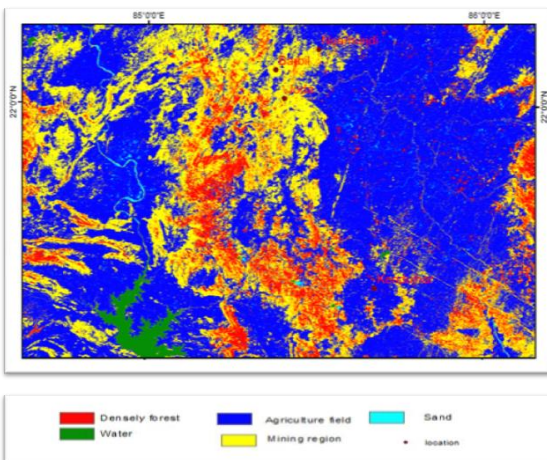 85°0'0"E 86°0'0"E
22°0'0"N 22°0'0"N
Densely forest Agriculture field Sand
Water Mining region location